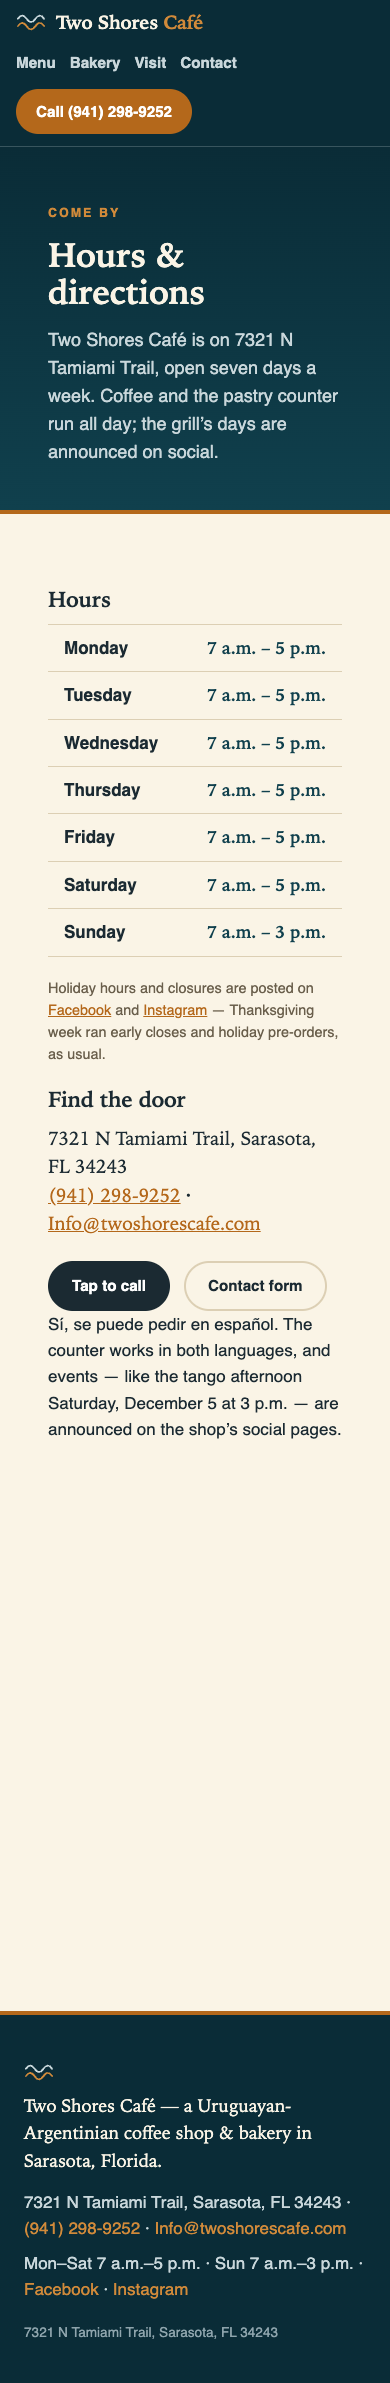 Two Shores Café
Menu Bakery Visit Contact
Call (941) 298-9252
COME BY
Hours &
directions
Two Shores Café is on 7321 N
Tamiami Trail, open seven days a
week. Coffee and the pastry counter
run all day; the grill’s days are
announced on social.
Hours
Monday 7 a.m. – 5 p.m.
Tuesday 7 a.m. – 5 p.m.
Wednesday 7 a.m. – 5 p.m.
Thursday 7 a.m. – 5 p.m.
Friday 7 a.m. – 5 p.m.
Saturday 7 a.m. – 5 p.m.
Sunday 7 a.m. – 3 p.m.
Holiday hours and closures are posted on
Facebook and Instagram — Thanksgiving
week ran early closes and holiday pre-orders,
as usual.
Find the door
7321 N Tamiami Trail, Sarasota,
FL 34243
(941) 298-9252 ·
Info@twoshorescafe.com
Tap to call Contact form
Sí, se puede pedir en español. The
counter works in both languages, and
events — like the tango afternoon
Saturday, December 5 at 3 p.m. — are
announced on the shop’s social pages.
Two Shores Café — a Uruguayan-
Argentinian coffee shop & bakery in
Sarasota, Florida.
7321 N Tamiami Trail, Sarasota, FL 34243 ·
(941) 298-9252 · Info@twoshorescafe.com
Mon–Sat 7 a.m.–5 p.m. · Sun 7 a.m.–3 p.m. ·
Facebook · Instagram
7321 N Tamiami Trail, Sarasota, FL 34243